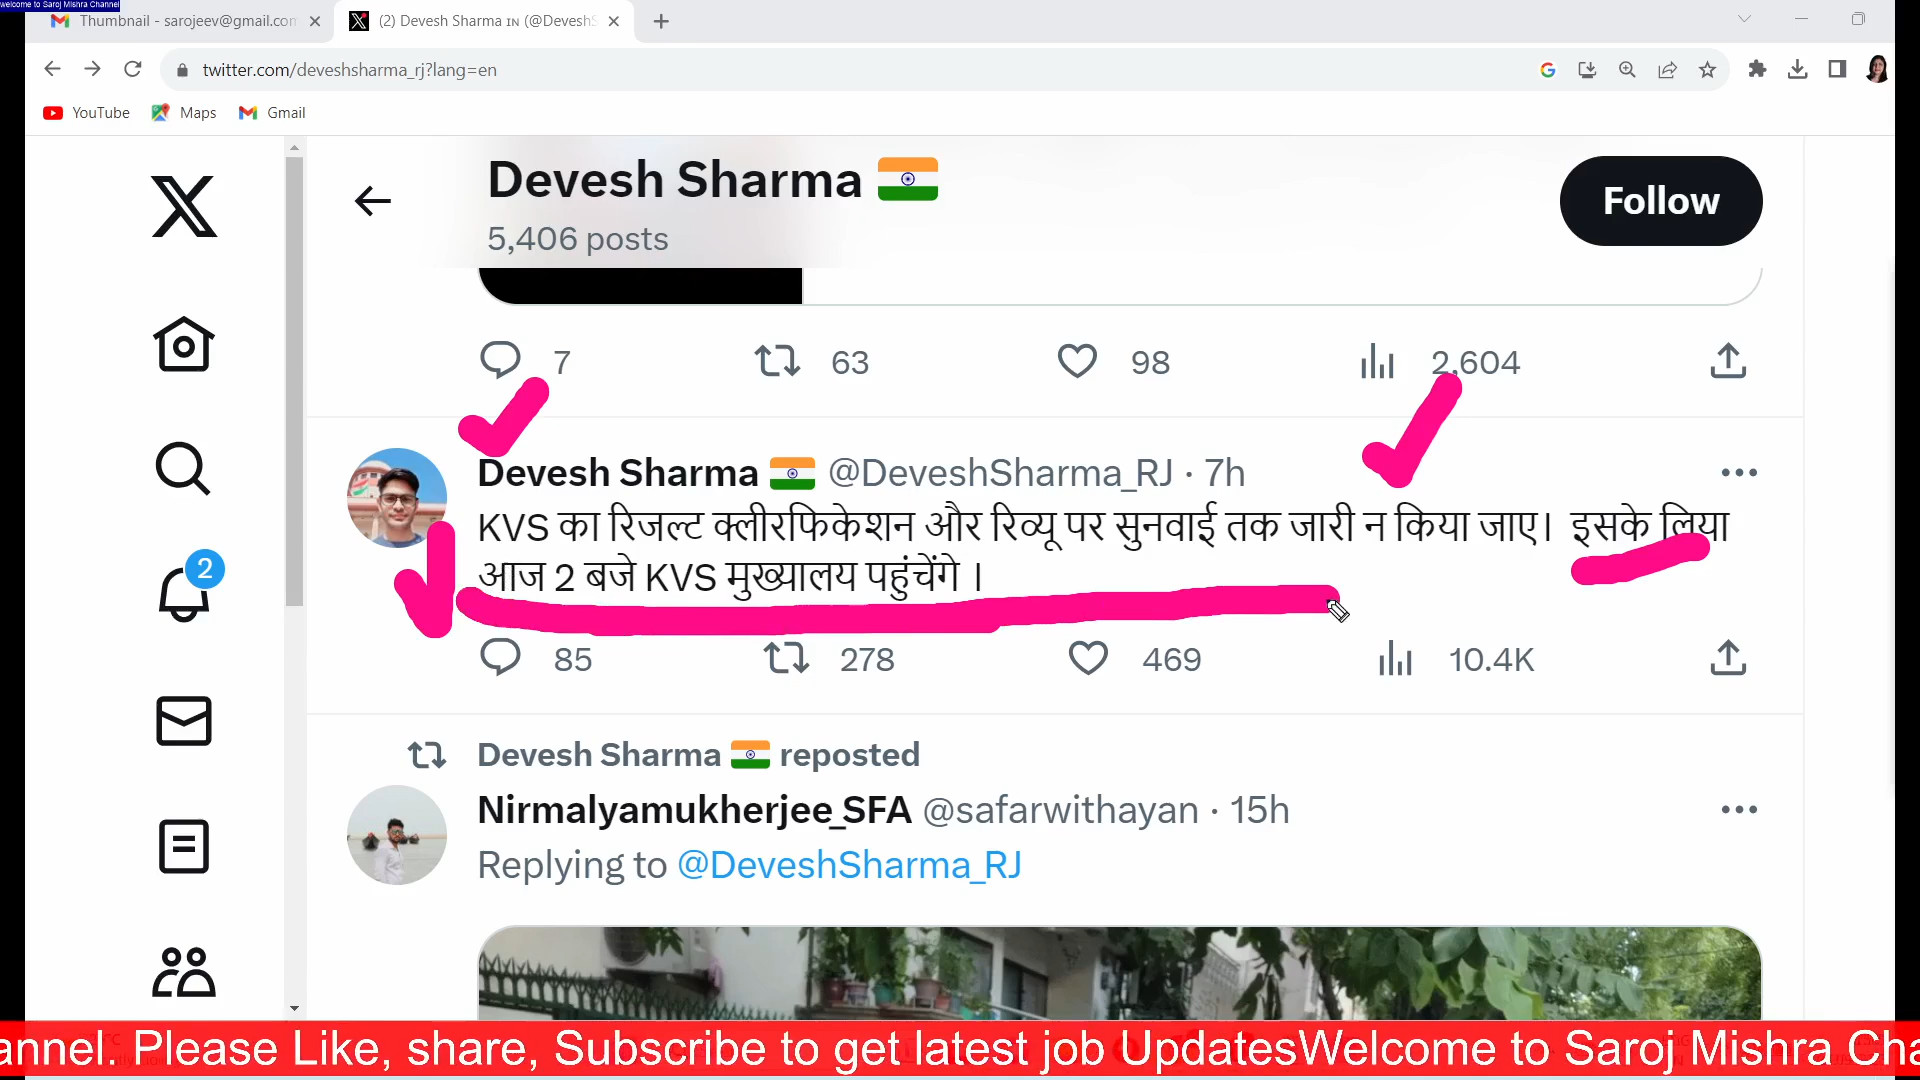 welcome to Saroj Mishra Channel
Thumbnail - sarojeev@gmail.com
(2) Devesh Sharma IN (@DeveshS
twitter.com/deveshsharma_rj?lang=en
YouTube
Maps
Gmail
Devesh Sharma
5,406 posts
Follow
7
63
98
2,604
Devesh Sharma @DeveshSharma_RJ · 7h
KVS का रिजल्ट क्लीरफिकेशन और रिव्यू पर सुनवाई तक जारी न किया जाए। इसके लिया
आज 2 बजे KVS मुख्यालय पहुंचेंगे ।
2
85
278
469
10.4K
Devesh Sharma reposted
Nirmalyamukherjee_SFA @safarwithayan · 15h
Replying to @DeveshSharma_RJ
annel. Please Like, share, Subscribe to get latest job UpdatesWelcome to Saroj Mishra Cha